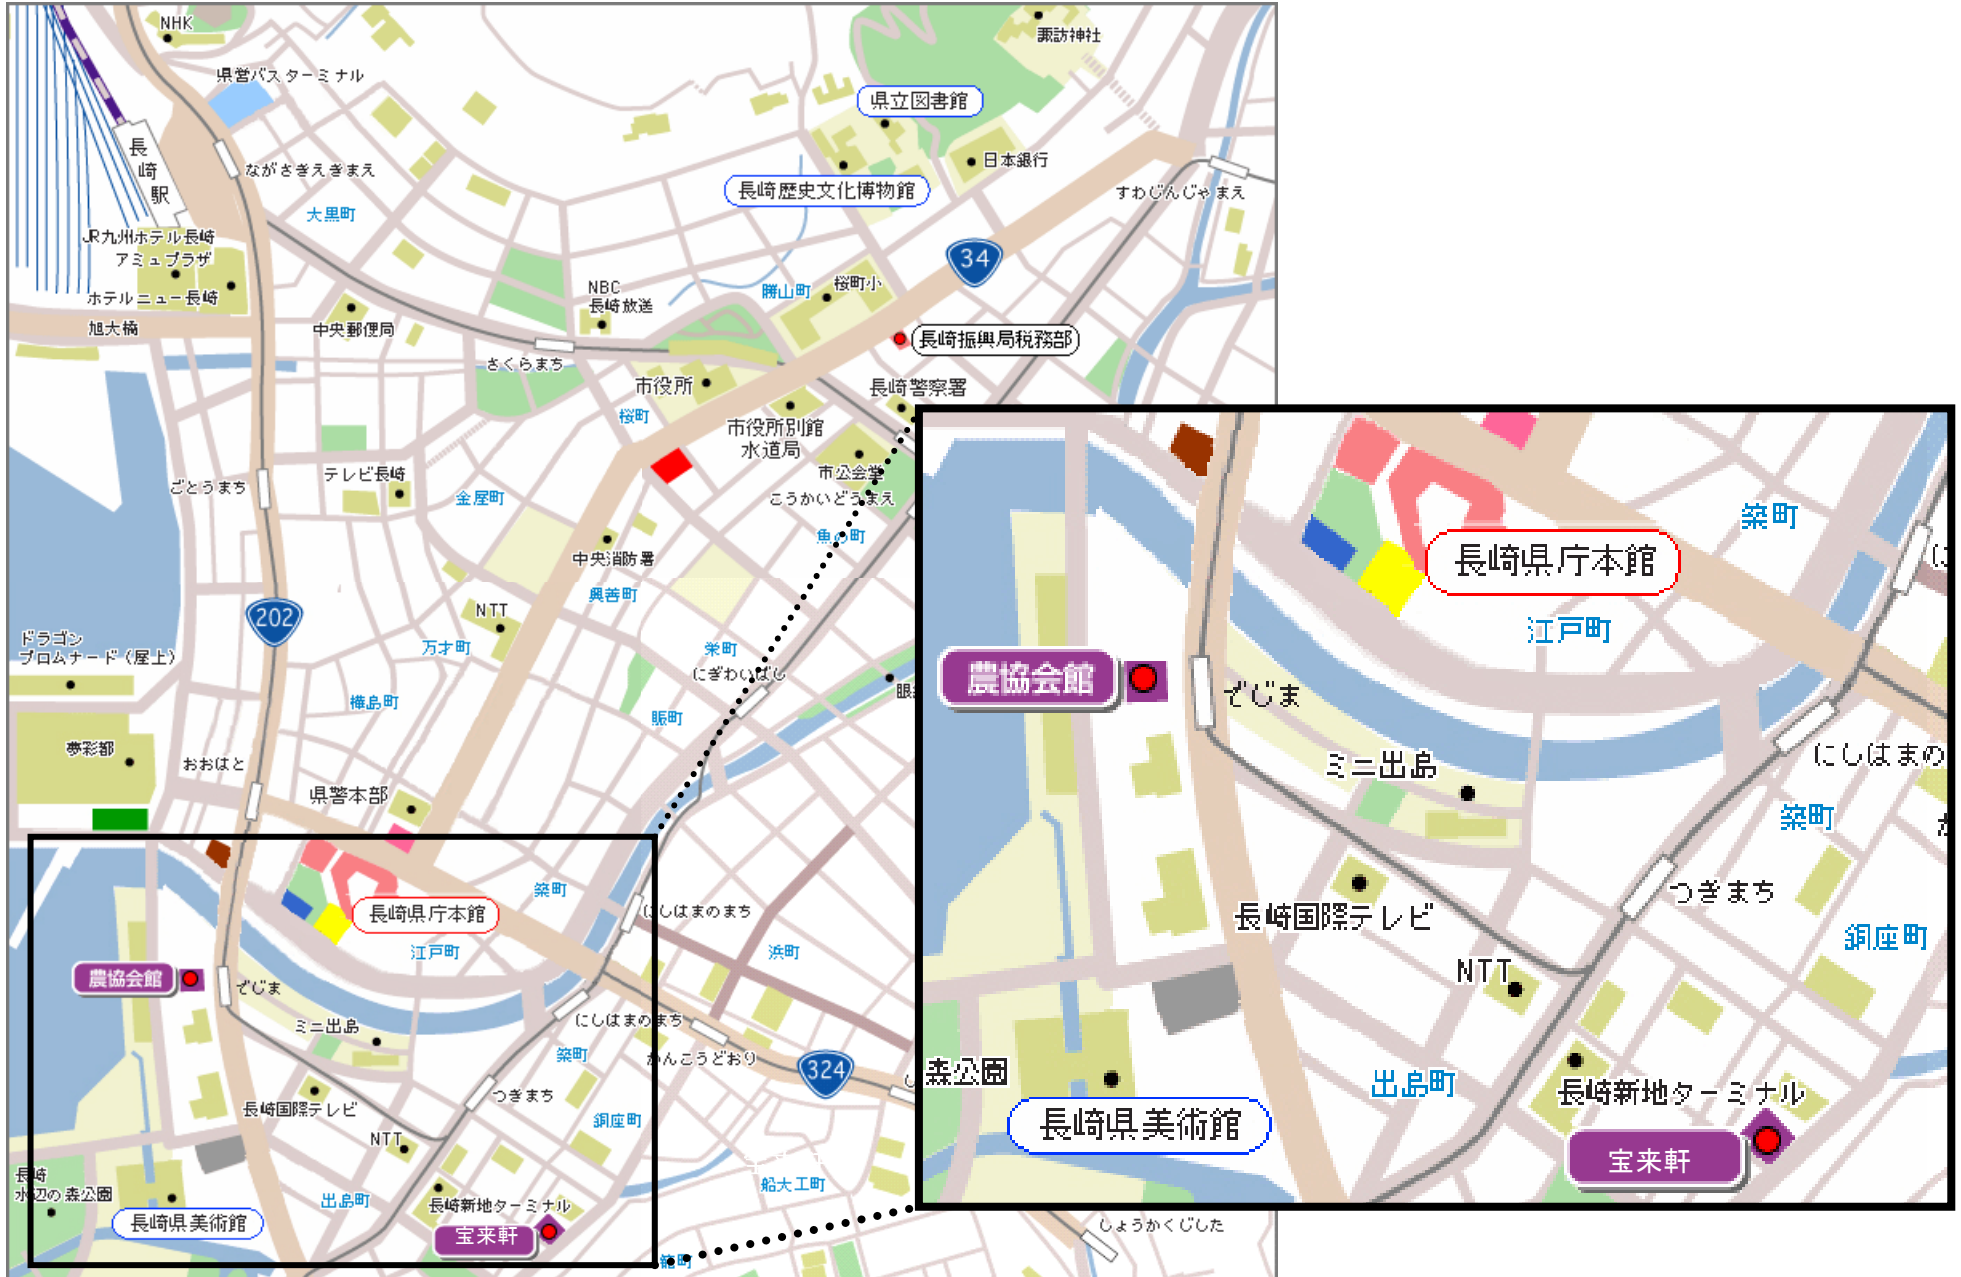 NHK
県営バスターミナル
諏訪神社
県立図書館
長崎駅
ながさきえきまえ
日本銀行
長崎歴史文化博物館
すわじんじゃまえ
大黒町
JR九州ホテル長崎
アミュプラザ
34
ホテルニュー長崎
NBC
長崎放送
勝山町
桜町小
旭大橋
中央郵便局
長崎振興局税務部
さくらまち
市役所
長崎警察署
桜町
市役所別館
水道局
市公会堂
テレビ長崎
ごとうまち
金屋町
こうかいどうまえ
魚の町
中央消防署
興善町
NTT
202
ドラゴン
プロムナード(屋上)
万才町
栄町
にぎわいばし
樺島町
賑町
夢彩都
おおはと
県警本部
築町
長崎県庁本館
にしはまのまち
江戸町
浜町
農協会館
でじま
ミニ出島
にしはまのまち
築町
かんこうどおり
324
つぎまち
長崎国際テレビ
銅座町
NTT
長崎
水辺の森公園
出島町
長崎新地ターミナル
船大工町
長崎県美術館
宝来軒
しょうかくじした
築町
長崎県庁本館
江戸町
農協会館
でじま
ミニ出島
にしはまの
築町
つぎまち
長崎国際テレビ
銅座町
NTT
森公園
出島町
長崎新地ターミナル
長崎県美術館
宝来軒